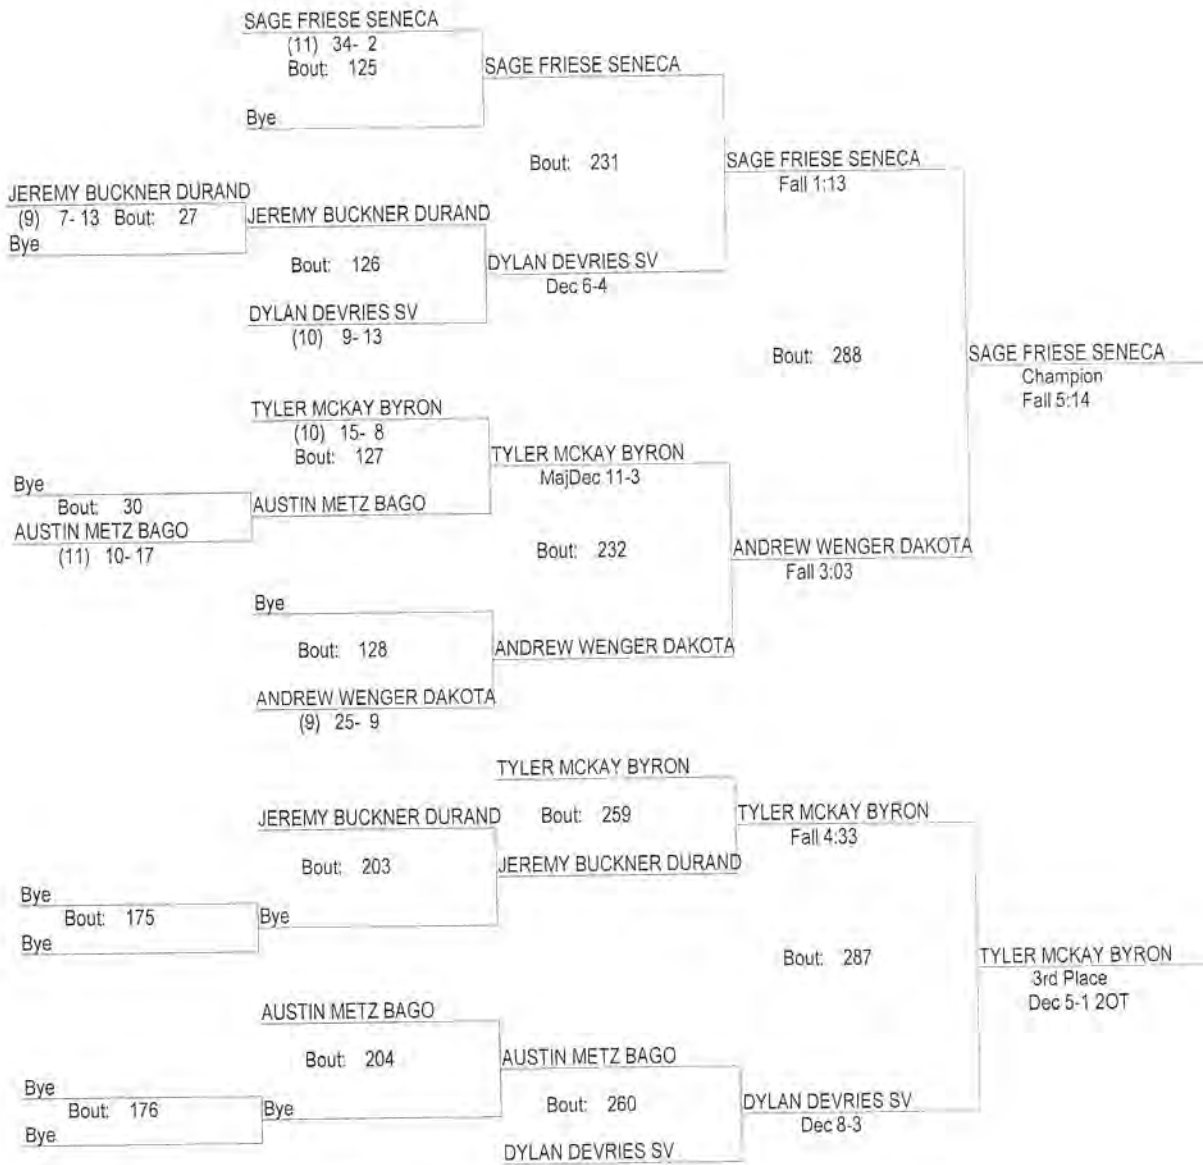 SAGE FRIESE SENECA
(11) 34- 2
Bout: 125
SAGE FRIESE SENECA
Bye
Bout: 231
SAGE FRIESE SENECA
Fall 1:13
JEREMY BUCKNER DURAND
(9) 7- 13 Bout: 27
Bye
JEREMY BUCKNER DURAND
Bout: 126
DYLAN DEVRIES SV
Dec 6-4
DYLAN DEVRIES SV
(10) 9- 13
Bout: 288
SAGE FRIESE SENECA
Champion
Fall 5:14
TYLER MCKAY BYRON
(10) 15- 8
Bout: 127
TYLER MCKAY BYRON
MajDec 11-3
Bye
Bout: 30
AUSTIN METZ BAGO
AUSTIN METZ BAGO
(11) 10- 17
Bout: 232
ANDREW WENGER DAKOTA
Fall 3:03
Bye
Bout: 128
ANDREW WENGER DAKOTA
ANDREW WENGER DAKOTA
(9) 25- 9
TYLER MCKAY BYRON
JEREMY BUCKNER DURAND
Bout: 259
TYLER MCKAY BYRON
Fall 4:33
Bout: 203
JEREMY BUCKNER DURAND
Bye
Bout: 175
Bye
Bye
Bout: 287
TYLER MCKAY BYRON
3rd Place
Dec 5-1 2OT
AUSTIN METZ BAGO
Bout: 204
AUSTIN METZ BAGO
Bye
Bout: 176
Bye
Bye
Bout: 260
DYLAN DEVRIES SV
Dec 8-3
DYLAN DEVRIES SV